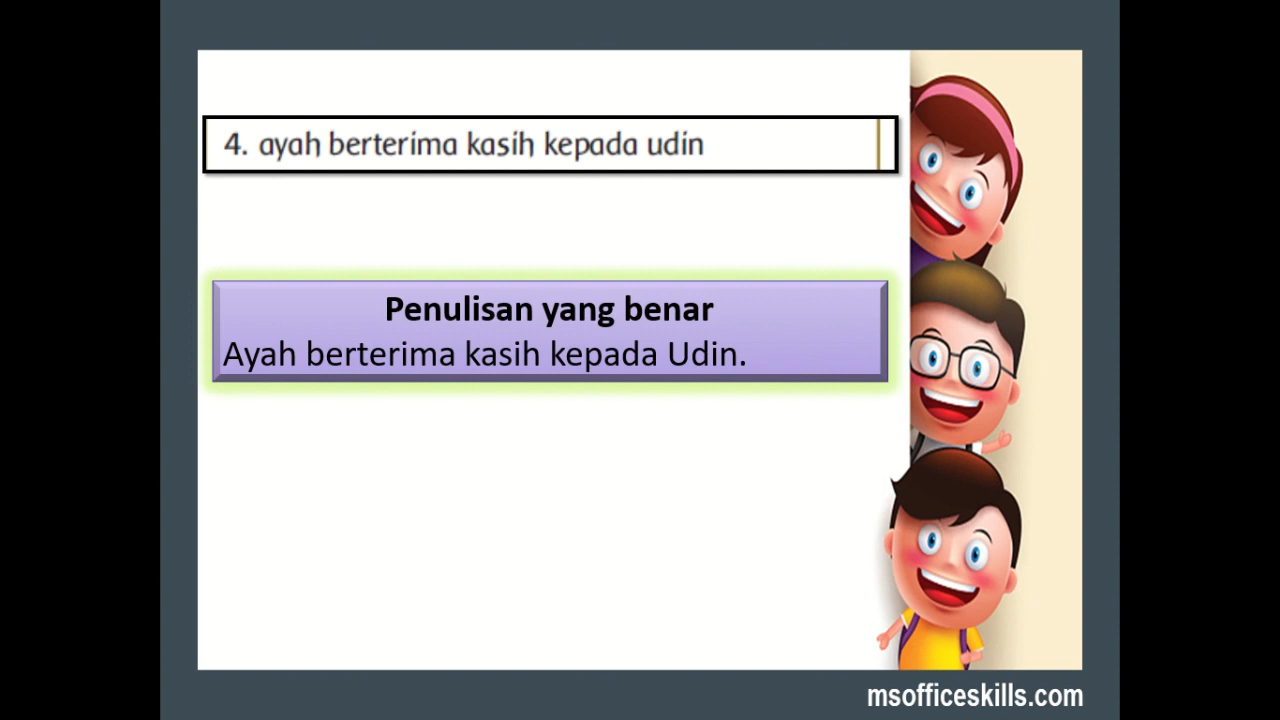 4. ayah berterima kasih kepada udin
Penulisan yang benar
Ayah berterima kasih kepada Udin.
msofficeskills.com